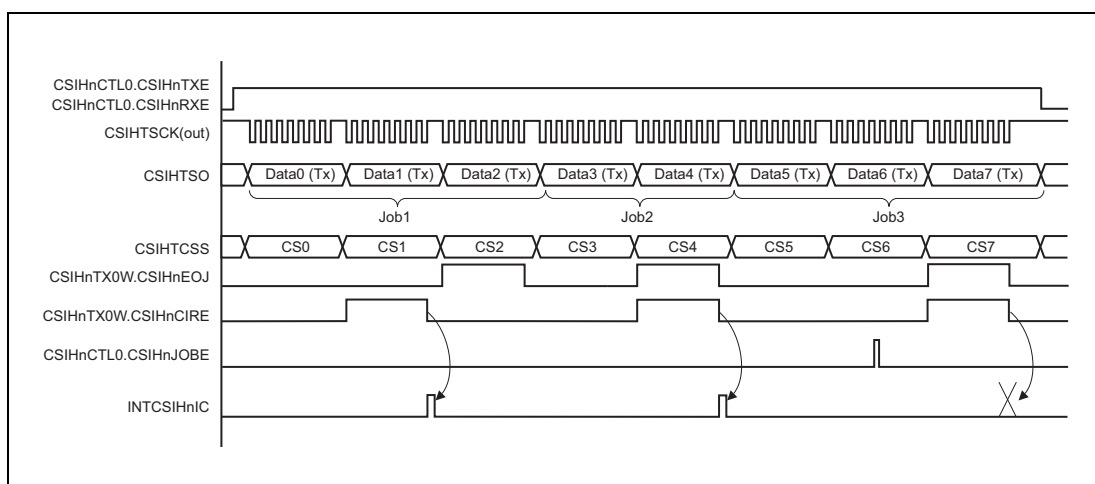 CSIHnCTL0.CSIHnTXE
CSIHnCTL0.CSIHnRXE
CSIHTSCK(out)
CSIHTSO Data0 (Tx) Data1 (Tx) Data2 (Tx) Data3 (Tx) Data4 (Tx) Data5 (Tx) Data6 (Tx) Data7 (Tx)
Job1 Job2 Job3
CSIHTCSS CS0 CS1 CS2 CS3 CS4 CS5 CS6 CS7
CSIHnTX0W.CSIHnEOJ
CSIHnTX0W.CSIHnCIRE
CSIHnCTL0.CSIHnJOBE
INTCSIHnIC